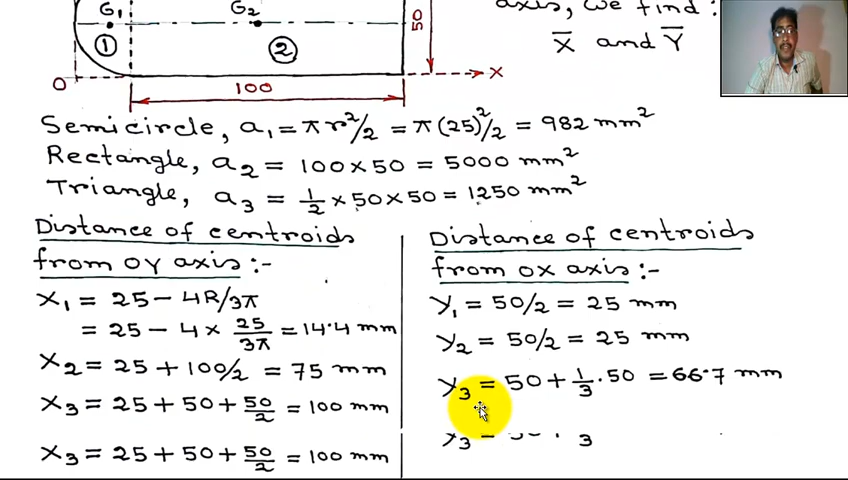 G₁ G₂
① ②
50
O
X
100
axis, we find :
X̅ and Y̅
Semicircle, a₁ = πr²/2 = π(25)²/2 = 982 mm²
Rectangle, a₂ = 100×50 = 5000 mm²
Triangle, a₃ = 1/2 × 50×50 = 1250 mm²
Distance of centroids
from OY axis :-
X₁ = 25 - 4R/3π
= 25 - 4 × 25/3π = 14.4 mm
X₂ = 25 + 100/2 = 75 mm
X₃ = 25 + 50 + 50/2 = 100 mm
X₃ = 25 + 50 + 50/2 = 100 mm
Distance of centroids
from OX axis :-
y₁ = 50/2 = 25 mm
y₂ = 50/2 = 25 mm
y₃ = 50 + 1/3 . 50 = 66.7 mm